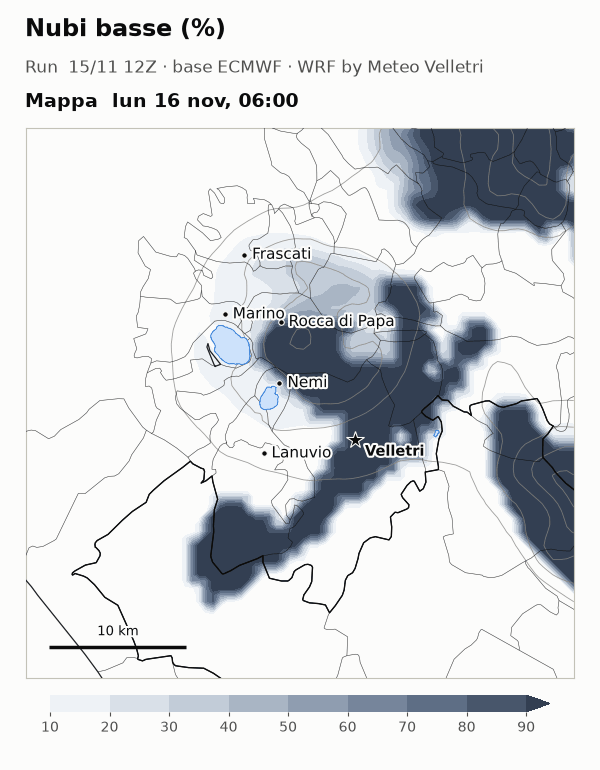 Nubi basse (%)
Run  15/11 12Z · base ECMWF · WRF by Meteo Velletri
Mappa  lun 16 nov, 06:00
Frascati
Marino
Rocca di Papa
Nemi
Velletri
Lanuvio
10 km
10 20 30 40 50 60 70 80 90